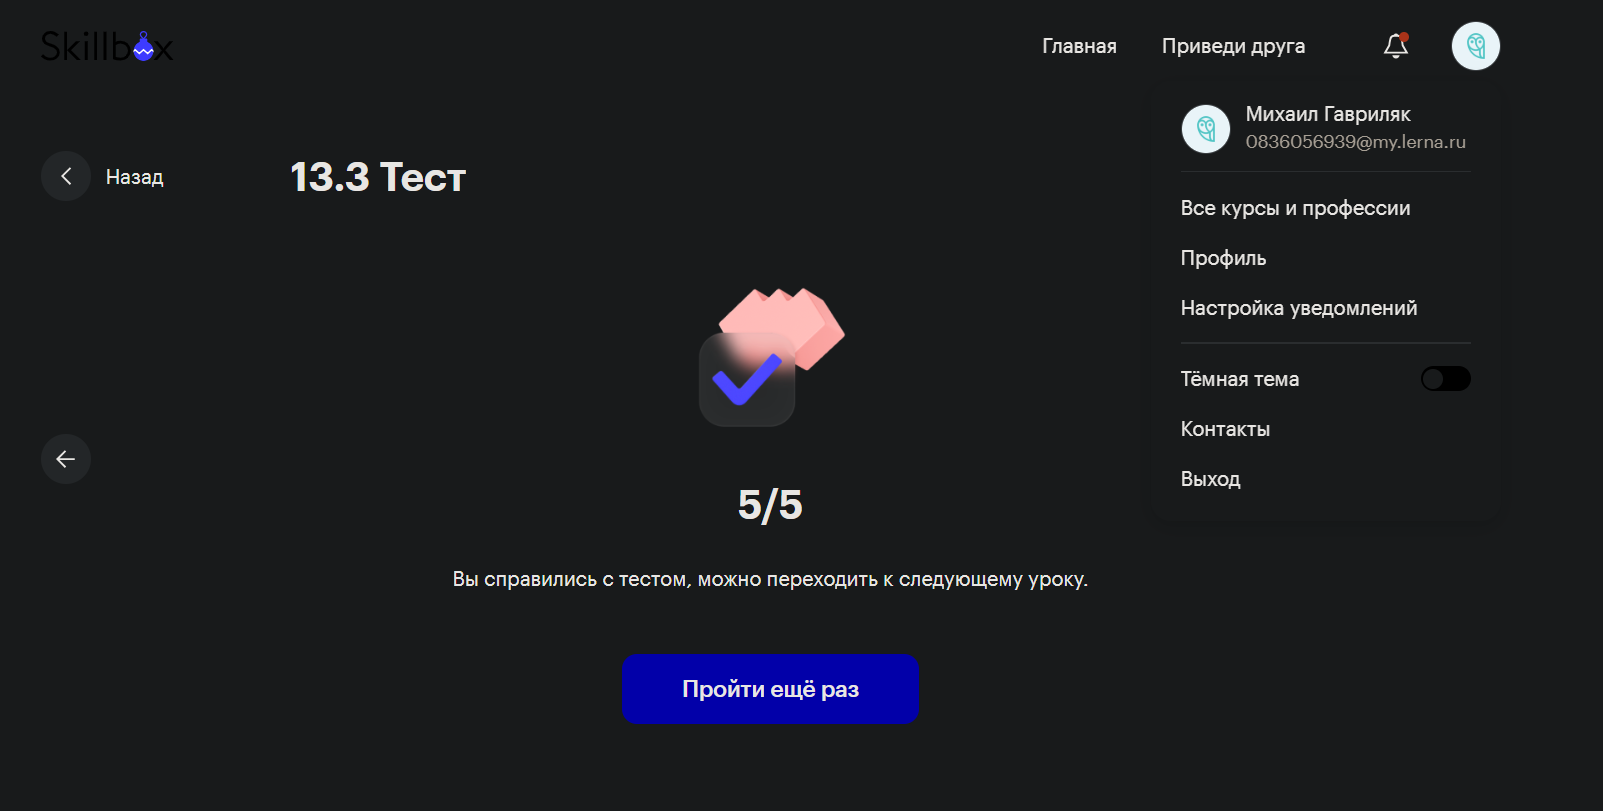 Skillbox
Главная
Приведи друга
Михаил Гавриляк
0836056939@my.lerna.ru
Назад
13.3 Тест
Все курсы и профессии
Профиль
Настройка уведомлений
Тёмная тема
Контакты
Выход
5/5
Вы справились с тестом, можно переходить к следующему уроку.
Пройти ещё раз